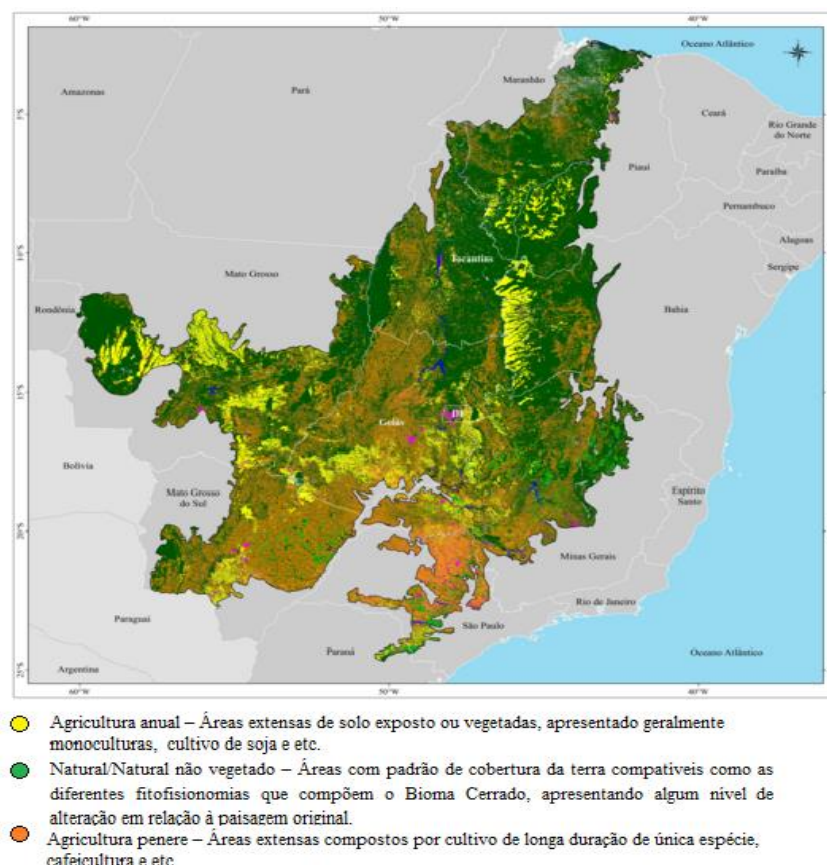 60°W 50°W 40°W
Oceano Atlântico
Maranhão
Amazonas
Pará
5°S
Ceará
Rio Grande
do Norte
Piauí
Paraíba
Pernambuco
Alagoas
Sergipe
10°S
Tocantins
Mato Grosso
Rondônia
Bahia
15°S
DF
Goiás
Bolívia
Mato Grosso
do Sul
Espírito
Santo
20°S
Minas Gerais
Paraguai
Rio de Janeiro
São Paulo
Paraná
Oceano Atlântico
Argentina
25°S
60°W 50°W 40°W
Agricultura anual – Áreas extensas de solo exposto ou vegetadas, apresentado geralmente
monoculturas, cultivo de soja e etc.
Natural/Natural não vegetado – Áreas com padrão de cobertura da terra compatíveis como as
diferentes fitofisionomias que compõem o Bioma Cerrado, apresentando algum nível de
alteração em relação à paisagem original.
Agricultura penere – Áreas extensas compostos por cultivo de longa duração de única espécie,
cafeicultura e etc